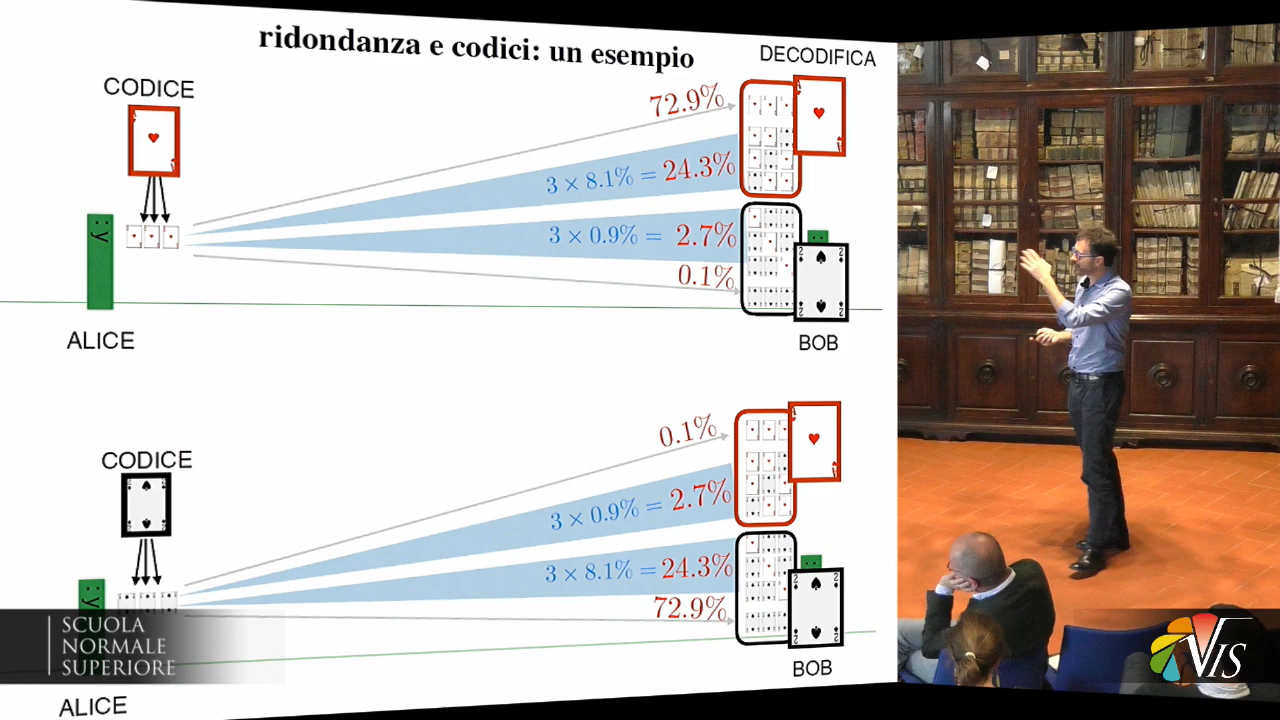 ridondanza e codici: un esempio
DECODIFICA
CODICE
72.9%
3 × 8.1% = 24.3%
3 × 0.9% = 2.7%
0.1%
ALICE
BOB
CODICE
0.1%
3 × 0.9% = 2.7%
3 × 8.1% = 24.3%
72.9%
BOB
ALICE
SCUOLA
NORMALE
SUPERIORE
VIS